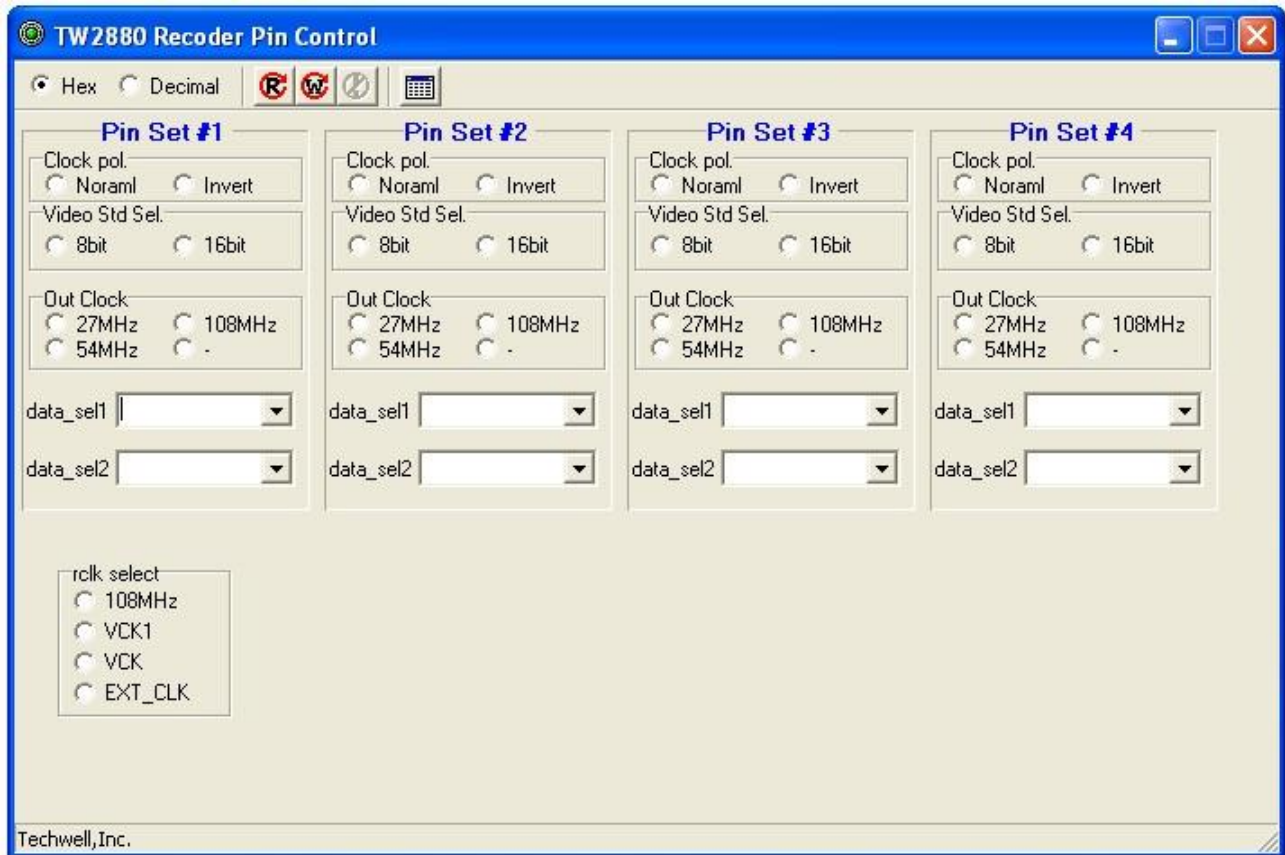 TW2880 Recoder Pin Control
Hex Decimal R W
Pin Set #1
Clock pol.
Noraml Invert
Video Std Sel.
8bit 16bit
Out Clock
27MHz 108MHz
54MHz -
data_sel1
data_sel2
Pin Set #2
Clock pol.
Noraml Invert
Video Std Sel.
8bit 16bit
Out Clock
27MHz 108MHz
54MHz -
data_sel1
data_sel2
Pin Set #3
Clock pol.
Noraml Invert
Video Std Sel.
8bit 16bit
Out Clock
27MHz 108MHz
54MHz -
data_sel1
data_sel2
Pin Set #4
Clock pol.
Noraml Invert
Video Std Sel.
8bit 16bit
Out Clock
27MHz 108MHz
54MHz -
data_sel1
data_sel2
rclk select
108MHz
VCK1
VCK
EXT_CLK
Techwell,Inc.